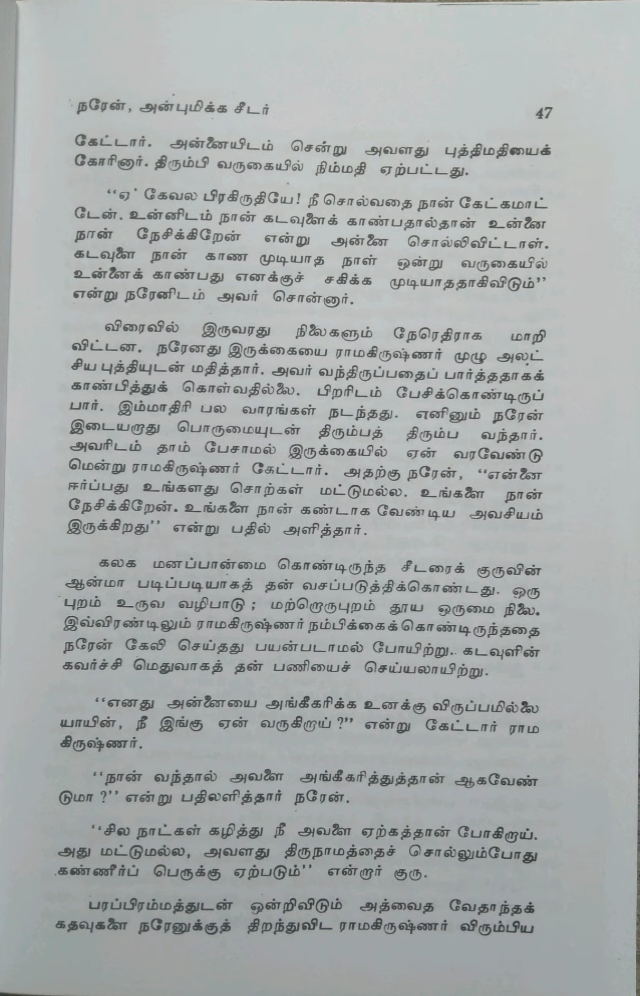 நரேன், அன்புமிக்க சீடர் 47
கேட்டார். அன்னையிடம் சென்று அவளது புத்திமதியைக்
கோரினார். திரும்பி வருகையில் நிம்மதி ஏற்பட்டது.
“ஏ கேவல பிரகிருதியே! நீ சொல்வதை நான் கேட்கமாட்
டேன். உன்னிடம் நான் கடவுளைக் காண்பதால்தான் உன்னை
நான் நேசிக்கிறேன் என்று அன்னை சொல்லிவிட்டாள்.
கடவுளை நான் காண முடியாத நாள் ஒன்று வருகையில்
உன்னைக் காண்பது எனக்குச் சகிக்க முடியாததாகிவிடும்”
என்று நரேனிடம் அவர் சொன்னார்.
விரைவில் இருவரது நிலைகளும் நேரெதிராக மாறி
விட்டன. நரேனது இருக்கையை ராமகிருஷ்ணர் முழு அலட்
சிய புத்தியுடன் மதித்தார். அவர் வந்திருப்பதைப் பார்த்ததாகக்
காண்பித்துக் கொள்வதில்லை. பிறரிடம் பேசிக்கொண்டிருப்
பார். இம்மாதிரி பல வாரங்கள் நடந்தது. எனினும் நரேன்
இடையறாது பொருமையுடன் திரும்பத் திரும்ப வந்தார்.
அவரிடம் தாம் பேசாமல் இருக்கையில் ஏன் வரவேண்டு
மென்று ராமகிருஷ்ணர் கேட்டார். அதற்கு நரேன், “என்னை
ஈர்ப்பது உங்களது சொற்கள் மட்டுமல்ல. உங்களை நான்
நேசிக்கிறேன். உங்களை நான் கண்டாக வேண்டிய அவசியம்
இருக்கிறது” என்று பதில் அளித்தார்.
கலக மனப்பான்மை கொண்டிருந்த சீடரைக் குருவின்
ஆன்மா படிப்படியாகத் தன் வசப்படுத்திக்கொண்டது. ஒரு
புறம் உருவ வழிபாடு ; மற்றொருபுறம் தூய ஒருமை நிலை.
இவ்விரண்டிலும் ராமகிருஷ்ணர் நம்பிக்கைக்கொண்டிருந்ததை
நரேன் கேலி செய்தது பயன்படாமல் போயிற்று. கடவுளின்
கவர்ச்சி மெதுவாகத் தன் பணியைச் செய்யலாயிற்று.
“எனது அன்னையை அங்கீகரிக்க உனக்கு விருப்பமில்லை
யாயின், நீ இங்கு ஏன் வருகிறாய் ?” என்று கேட்டார் ராம
கிருஷ்ணர்.
“நான் வந்தால் அவளை அங்கீகரித்துத்தான் ஆகவேண்
டுமா ?” என்று பதிலளித்தார் நரேன்.
“சில நாட்கள் கழித்து நீ அவளை ஏற்கத்தான் போகிறாய்.
அது மட்டுமல்ல, அவளது திருநாமத்தைச் சொல்லும்போது
கண்ணீர்ப் பெருக்கு ஏற்படும்” என்றார் குரு.
பரப்பிரம்மத்துடன் ஒன்றிவிடும் அத்வைத வேதாந்தக்
கதவுகளை நரேனுக்குத் திறந்துவிட ராமகிருஷ்ணர் விரும்பிய